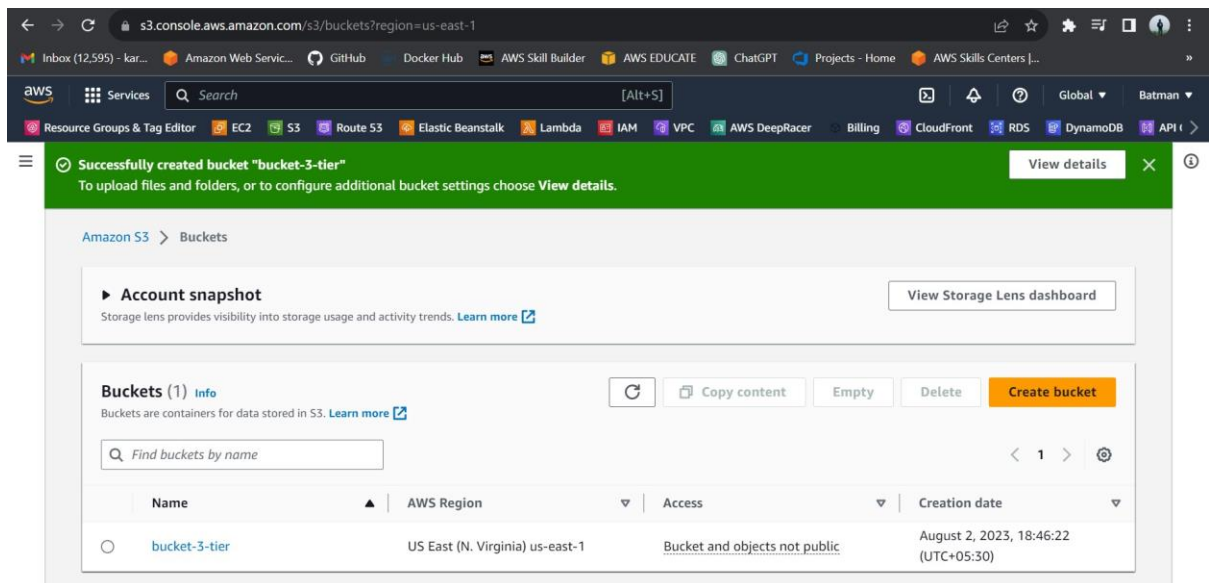 s3.console.aws.amazon.com/s3/buckets?region=us-east-1
Inbox (12,595) - kar... Amazon Web Servic... GitHub Docker Hub AWS Skill Builder AWS EDUCATE ChatGPT Projects - Home AWS Skills Centers |... »
aws Services Search [Alt+S] Global Batman
Resource Groups & Tag Editor EC2 S3 Route 53 Elastic Beanstalk Lambda IAM VPC AWS DeepRacer Billing CloudFront RDS DynamoDB API
Successfully created bucket "bucket-3-tier" View details
To upload files and folders, or to configure additional bucket settings choose View details.
Amazon S3 > Buckets
Account snapshot View Storage Lens dashboard
Storage lens provides visibility into storage usage and activity trends. Learn more
Buckets (1) Info Copy content Empty Delete Create bucket
Buckets are containers for data stored in S3. Learn more
Find buckets by name < 1 >
Name AWS Region Access Creation date
bucket-3-tier US East (N. Virginia) us-east-1 Bucket and objects not public August 2, 2023, 18:46:22
(UTC+05:30)